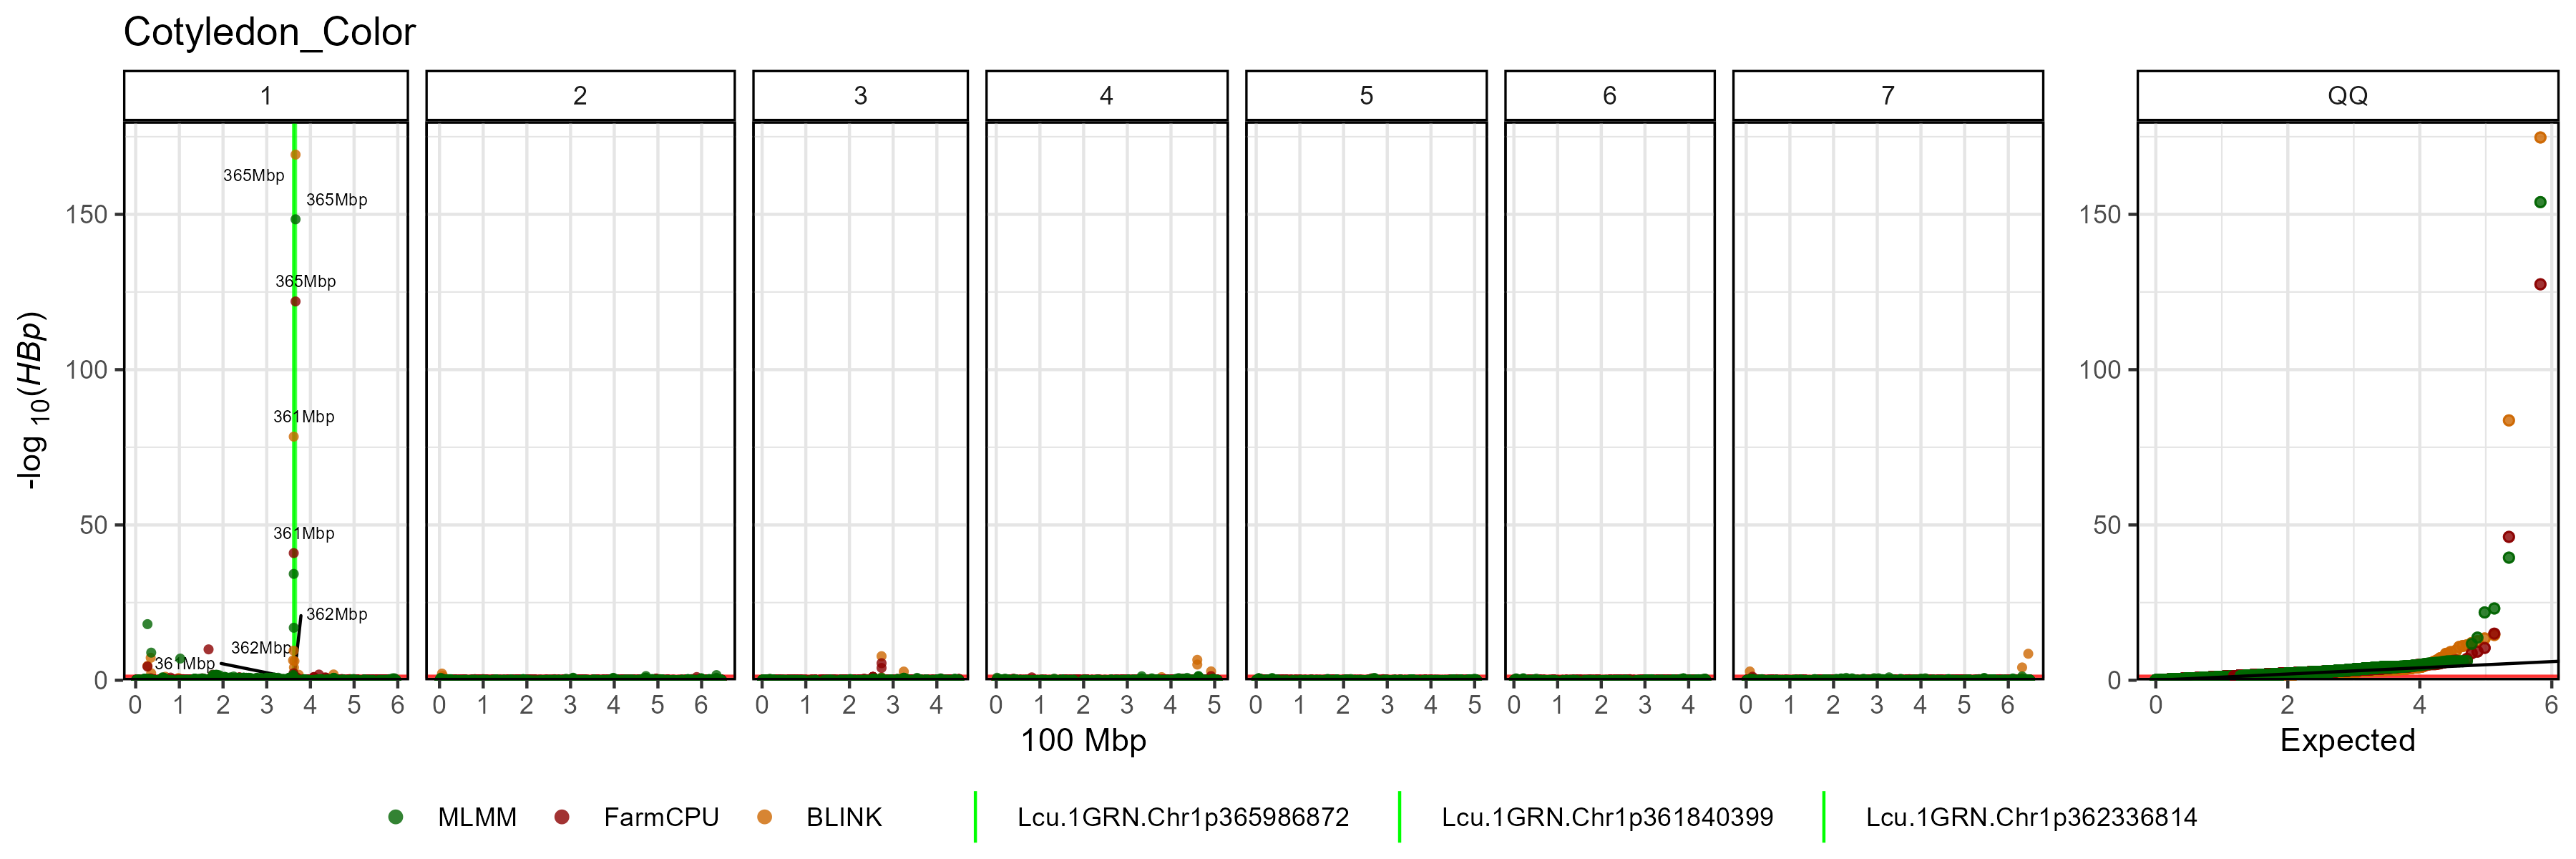 Cotyledon_Color
1 2 3 4 5 6 7 QQ
-log 10(HBp)
150
100
50
0
365Mbp
365Mbp
365Mbp
361Mbp
361Mbp
362Mbp
362Mbp
361Mbp
150
100
50
0
0 1 2 3 4 5 6
0 1 2 3 4 5 6
0 1 2 3 4
0 1 2 3 4 5
0 1 2 3 4 5
0 1 2 3 4
0 1 2 3 4 5 6
0 2 4 6
100 Mbp
Expected
MLMM FarmCPU BLINK Lcu.1GRN.Chr1p365986872 Lcu.1GRN.Chr1p361840399 Lcu.1GRN.Chr1p362336814